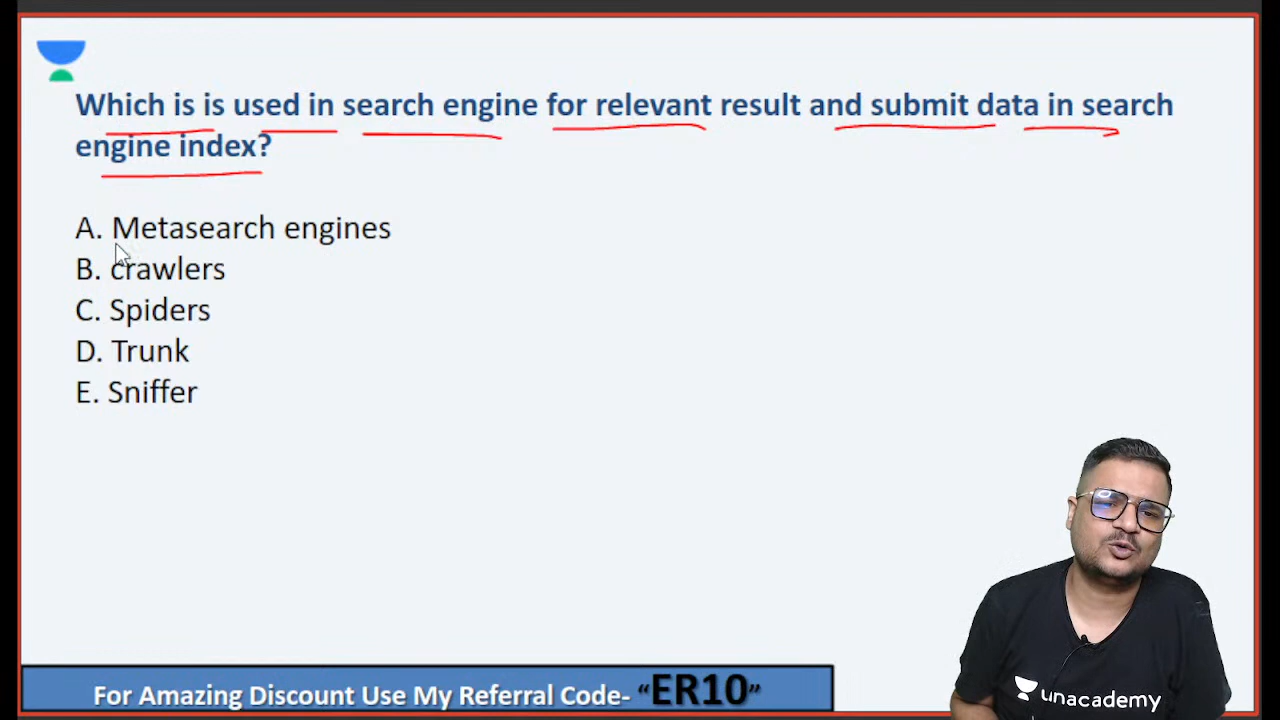 Which is is used in search engine for relevant result and submit data in search
engine index?
A. Metasearch engines
B. crawlers
C. Spiders
D. Trunk
E. Sniffer
For Amazing Discount Use My Referral Code- “ER10”
unacademy